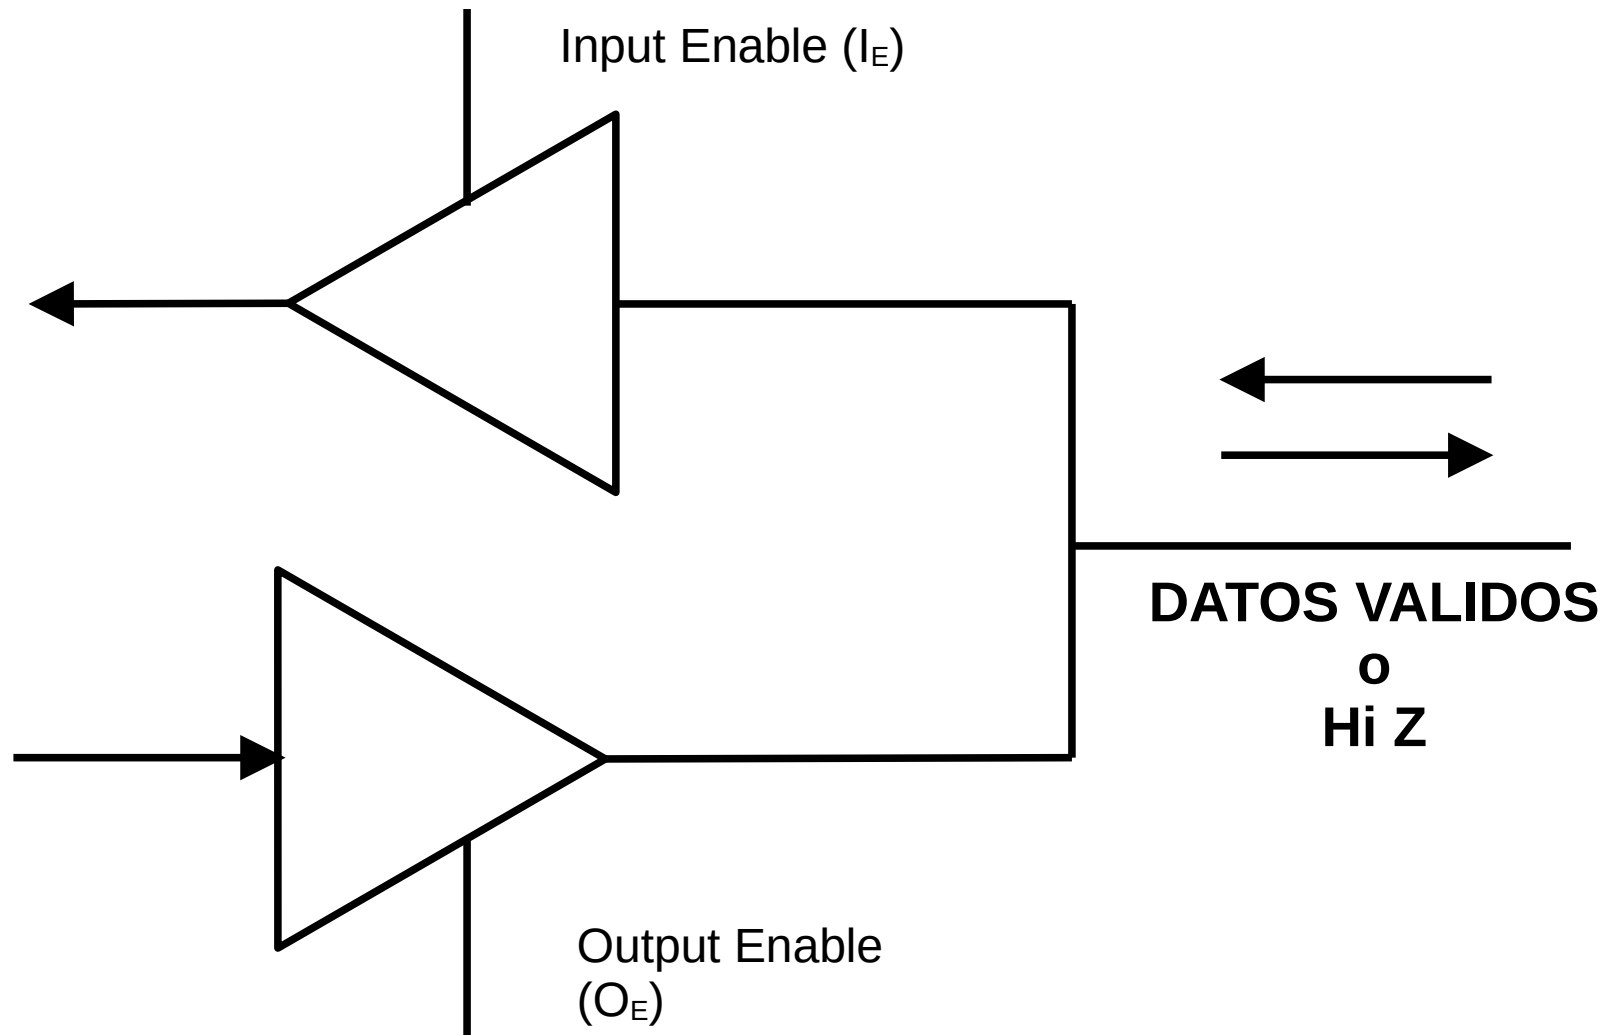 Input Enable (IE)
DATOS VALIDOS
o
Hi Z
Output Enable
(OE)